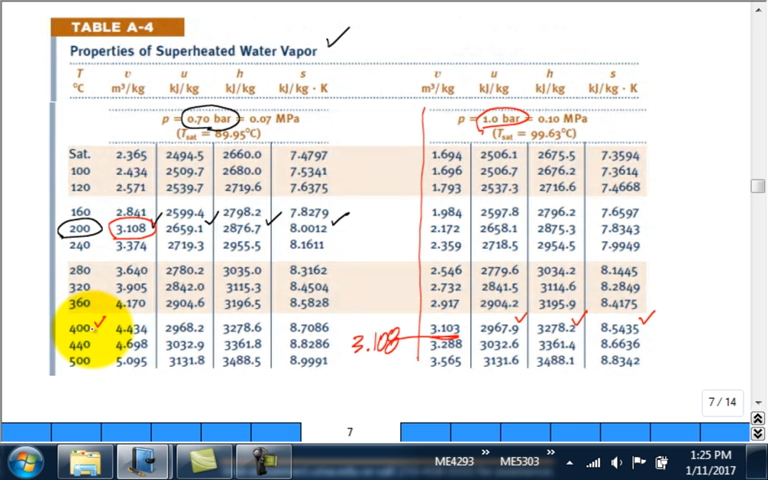 TABLE A-4
Properties of Superheated Water Vapor
T v u h s v u h s
°C m³/kg kJ/kg kJ/kg kJ/kg · K m³/kg kJ/kg kJ/kg kJ/kg · K
p = 0.70 bar = 0.07 MPa p = 1.0 bar = 0.10 MPa
(Tsat = 89.95°C) (Tsat = 99.63°C)
Sat. 2.365 2494.5 2660.0 7.4797 1.694 2506.1 2675.5 7.3594
100 2.434 2509.7 2680.0 7.5341 1.696 2506.7 2676.2 7.3614
120 2.571 2539.7 2719.6 7.6375 1.793 2537.3 2716.6 7.4668
160 2.841 2599.4 2798.2 7.8279 1.984 2597.8 2796.2 7.6597
200 3.108 2659.1 2876.7 8.0012 2.172 2658.1 2875.3 7.8343
240 3.374 2719.3 2955.5 8.1611 2.359 2718.5 2954.5 7.9949
280 3.640 2780.2 3035.0 8.3162 2.546 2779.6 3034.2 8.1445
320 3.905 2842.0 3115.3 8.4504 2.732 2841.5 3114.6 8.2849
360 4.170 2904.6 3196.5 8.5828 2.917 2904.2 3195.9 8.4175
400 4.434 2968.2 3278.6 8.7086 3.103 2967.9 3278.2 8.5435
440 4.698 3032.9 3361.8 8.8286 3.108 3.288 3032.6 3361.4 8.6636
500 5.095 3131.8 3488.5 8.9991 3.565 3131.6 3488.1 8.8342
7 / 14
7
ME4293 ME5303 1:25 PM
1/11/2017